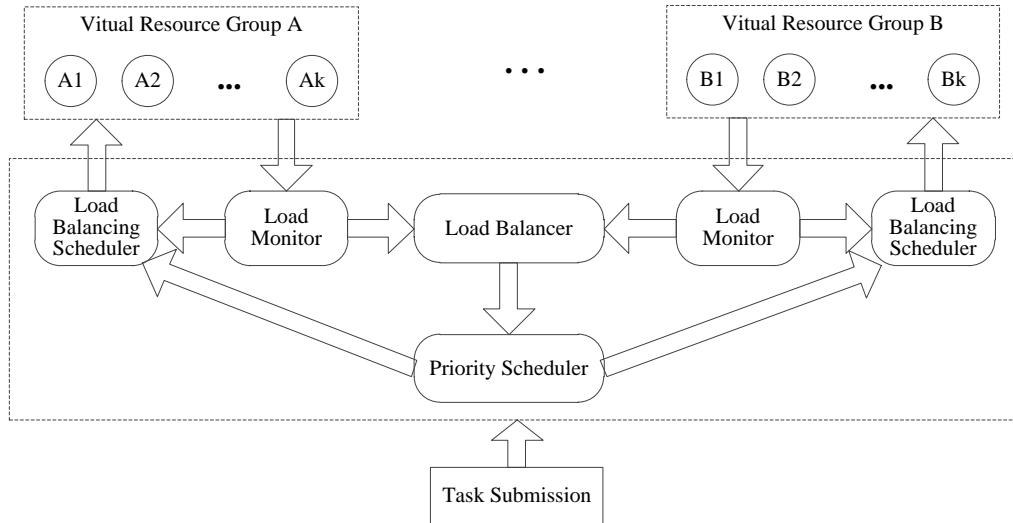 Vitual Resource Group A
Vitual Resource Group B
A1 A2 ... Ak
...
B1 B2 ... Bk
Load Balancing Scheduler
Load Monitor
Load Balancer
Load Monitor
Load Balancing Scheduler
Priority Scheduler
Task Submission